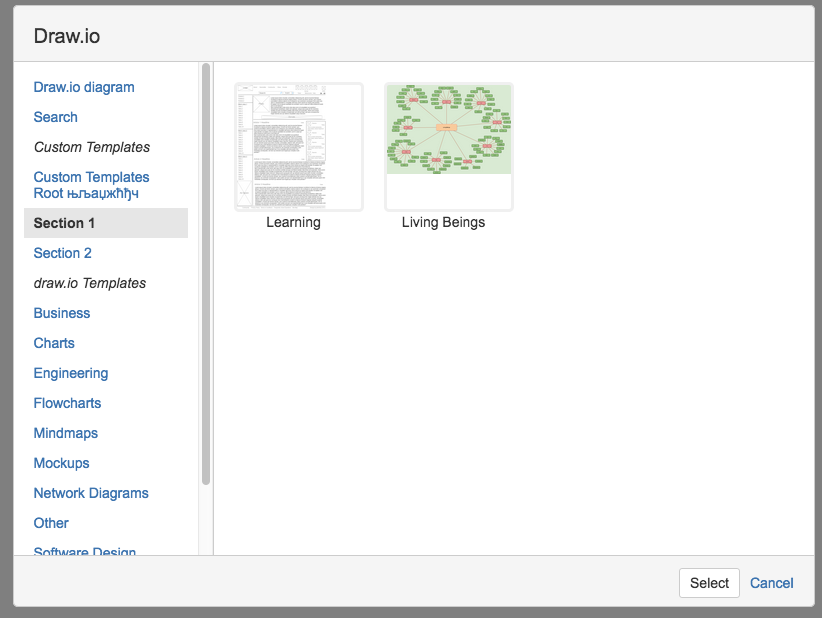 Draw.io
Draw.io diagram
Search
Custom Templates
Custom Templates
Root њљаџжћђч
Section 1
Section 2
draw.io Templates
Business
Charts
Engineering
Flowcharts
Mindmaps
Mockups
Network Diagrams
Other
Software Design
Learning
Living Beings
Select
Cancel